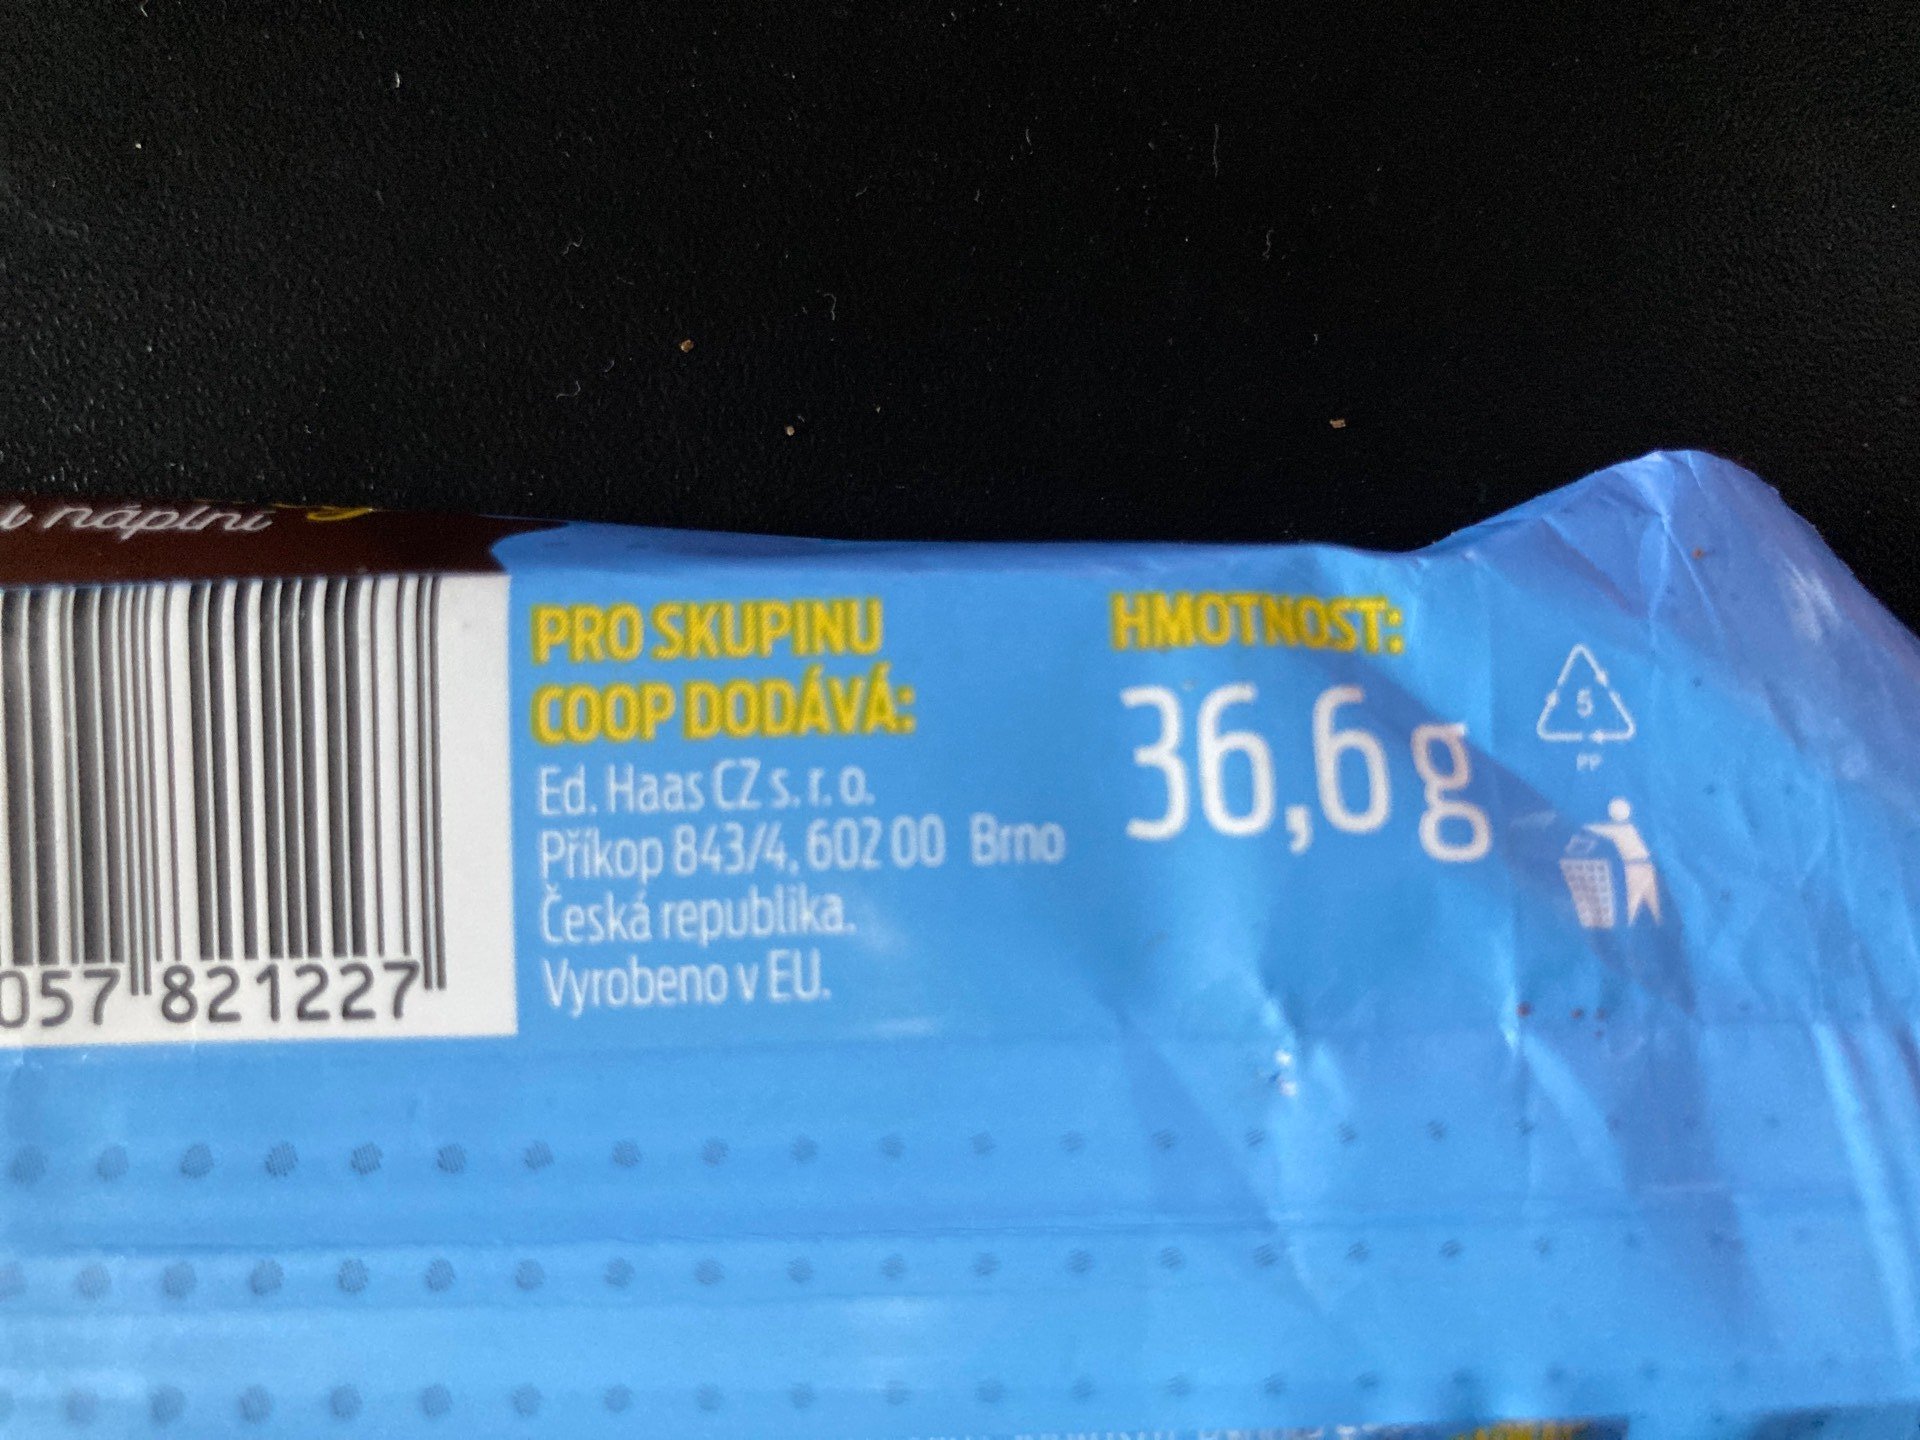 náplní
PRO SKUPINU
COOP DODÁVÁ:
Ed. Haas CZ s. r. o.
Příkop 843/4, 602 00 Brno
Česká republika.
Vyrobeno v EU.
HMOTNOST:
36,6 g
5
PP
057 821227